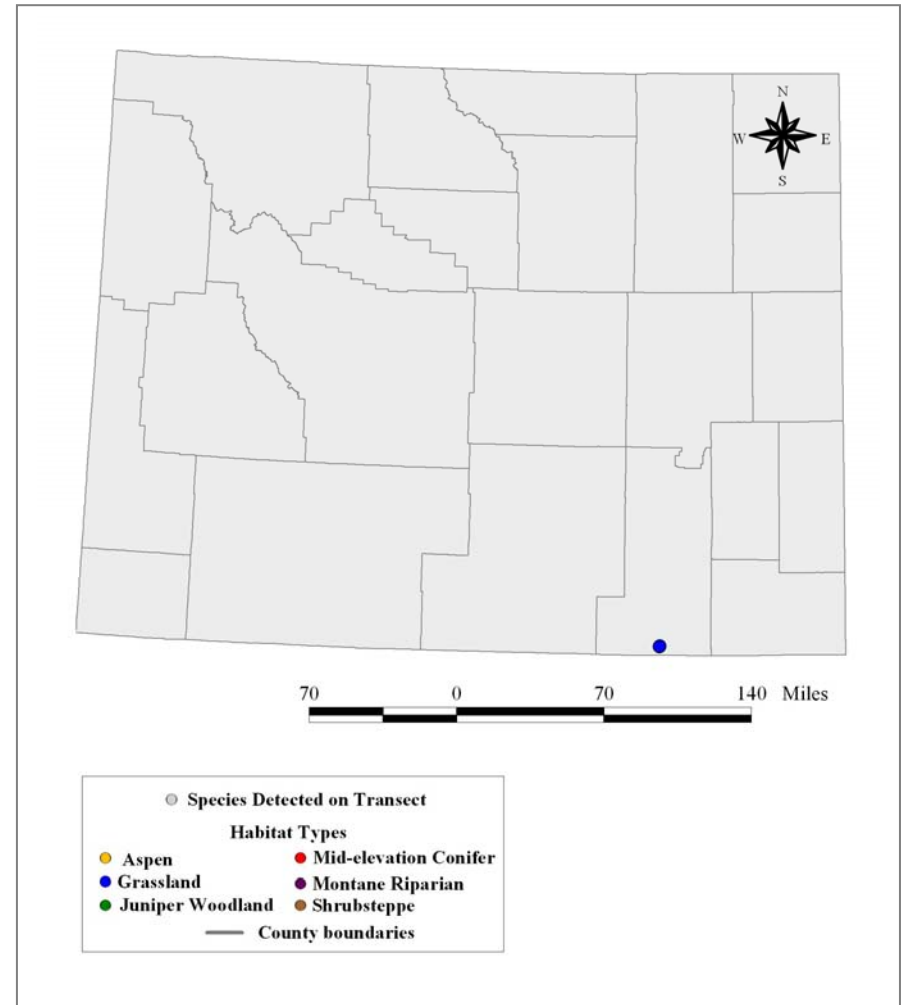 N
W E
S
70 0 70 140 Miles
Species Detected on Transect
Habitat Types
Aspen Mid-elevation Conifer
Grassland Montane Riparian
Juniper Woodland Shrubsteppe
County boundaries